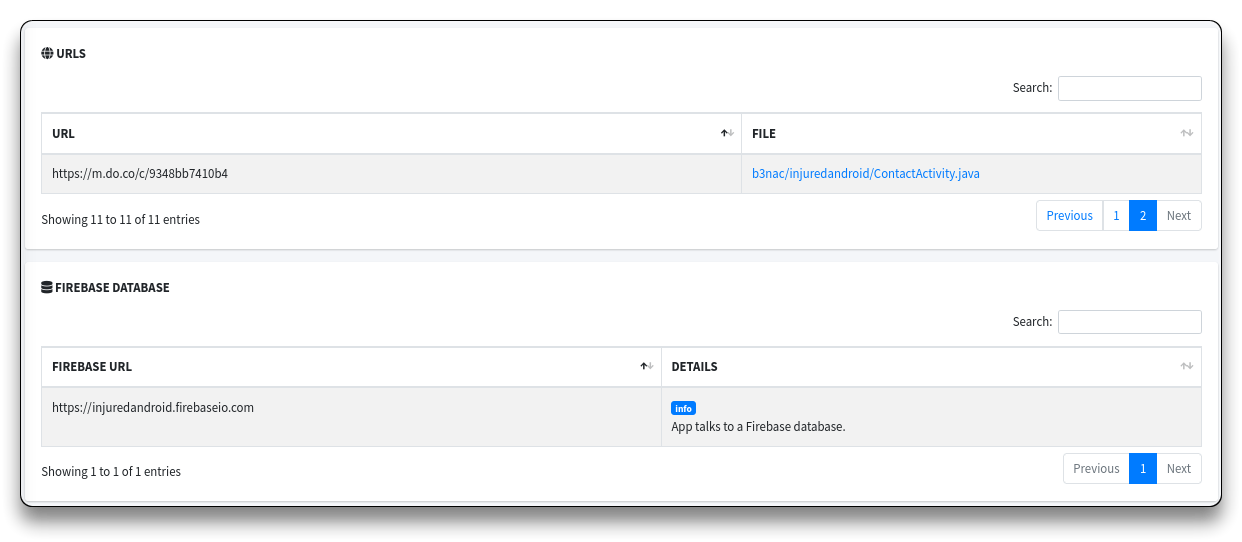 URLS
Search:
URL FILE
https://m.do.co/c/9348bb7410b4 b3nac/injuredandroid/ContactActivity.java
Showing 11 to 11 of 11 entries Previous 1 2 Next
FIREBASE DATABASE
Search:
FIREBASE URL DETAILS
https://injuredandroid.firebaseio.com info
App talks to a Firebase database.
Showing 1 to 1 of 1 entries Previous 1 Next